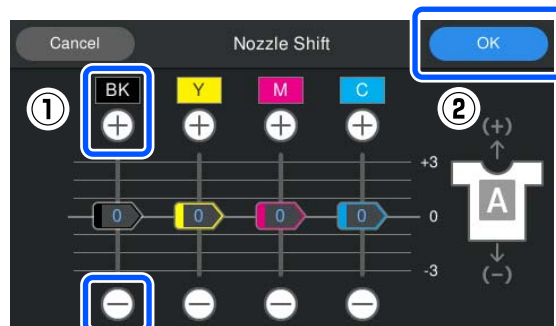 Cancel Nozzle Shift OK
① BK Y M C ②
+ + + + (+)
+3
0 0 0 0 0 A
-3 (−)
− − − −